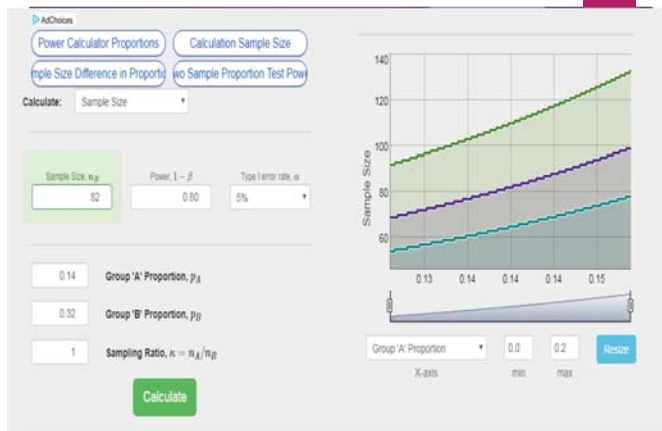 AdChoices
Power Calculator Proportions
Calculation Sample Size
mple Size Difference in Proportic
wo Sample Proportion Test Powe
Calculate: Sample Size
Sample Size, n_B
Power, 1 − β
Type I error rate, α
82
0.80
5%
0.14 Group 'A' Proportion, p_A
0.32 Group 'B' Proportion, p_B
1 Sampling Ratio, κ = n_A/n_B
Calculate
140
120
100
80
60
Sample Size
0.13 0.14 0.14 0.14 0.15
Group 'A' Proportion 0.0 0.2 Resize
X-axis min max